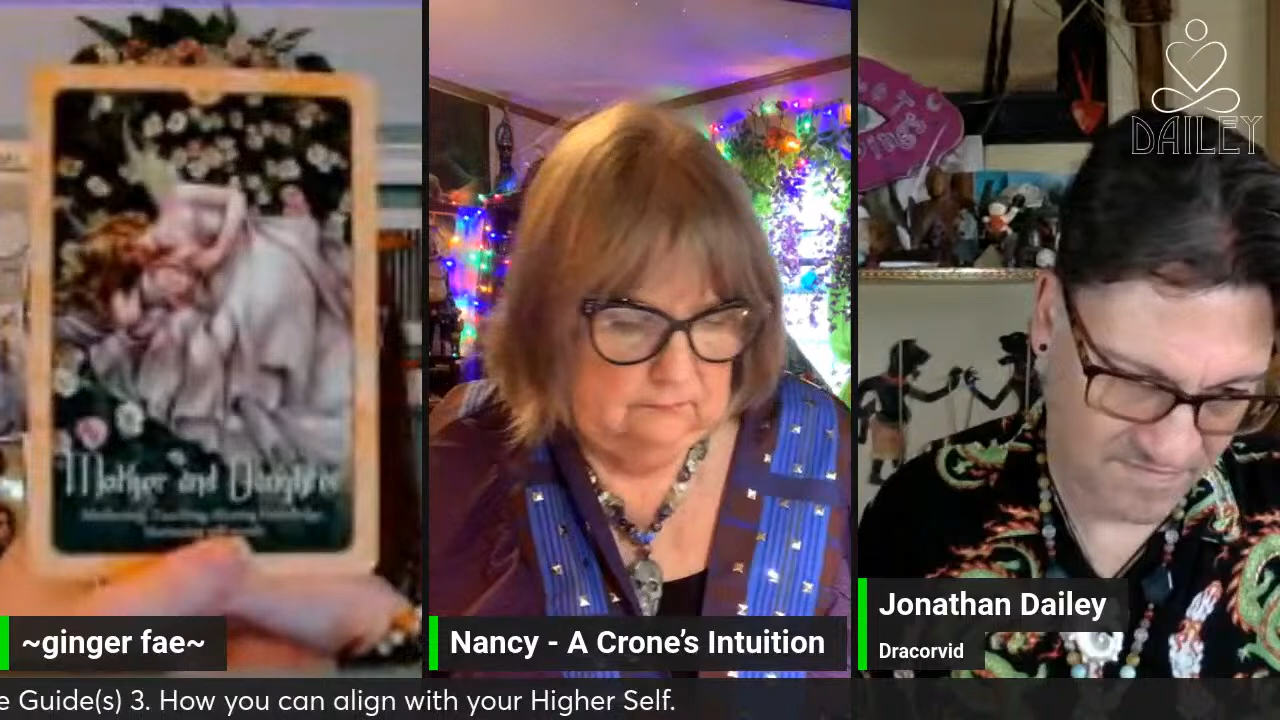 Mother and Daughter
~ginger fae~
Nancy - A Crone’s Intuition
DAILEY
Jonathan Dailey
Dracorvid
e Guide(s) 3. How you can align with your Higher Self.